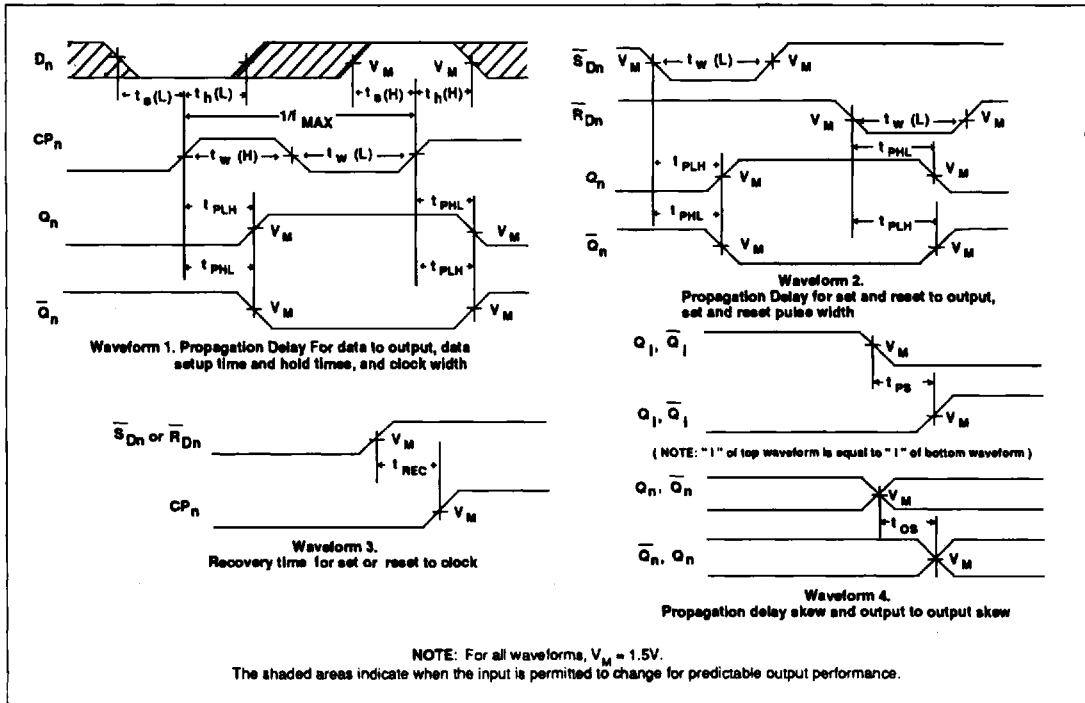 Dn
VM VM
ts(L) th(L) ts(H) th(H)
1/fMAX
CPn
tw (H) tw (L)
tPLH tPHL
Qn
VM VM
tPHL tPLH
Q̅n
VM VM
Waveform 1. Propagation Delay For data to output, data
setup time and hold times, and clock width
S̅Dn
VM tw (L) VM
R̅Dn
VM tw (L) VM
tPLH tPHL
Qn
VM VM
tPHL tPLH
Q̅n
VM VM
Waveform 2.
Propagation Delay for set and reset to output,
set and reset pulse width
S̅Dn or R̅Dn
VM
tREC
CPn
VM
Waveform 3.
Recovery time for set or reset to clock
Qi, Q̅i
VM
tPS
Qi, Q̅i
VM
( NOTE: " i " of top waveform is equal to " i " of bottom waveform )
Qn, Q̅n
VM
tOS
Q̅n, Qn
VM
Waveform 4.
Propagation delay skew and output to output skew
NOTE: For all waveforms, VM = 1.5V.
The shaded areas indicate when the input is permitted to change for predictable output performance.